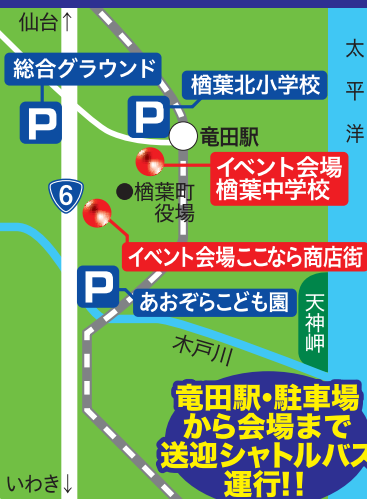 仙台↑
太平洋
総合グラウンド
P
楢葉北小学校
P
竜田駅
イベント会場
楢葉中学校
6
楢葉町
役場
イベント会場ここなら商店街
P
あおぞらこども園
天神岬
木戸川
竜田駅・駐車場
から会場まで
送迎シャトルバス
運行!!
いわき↓